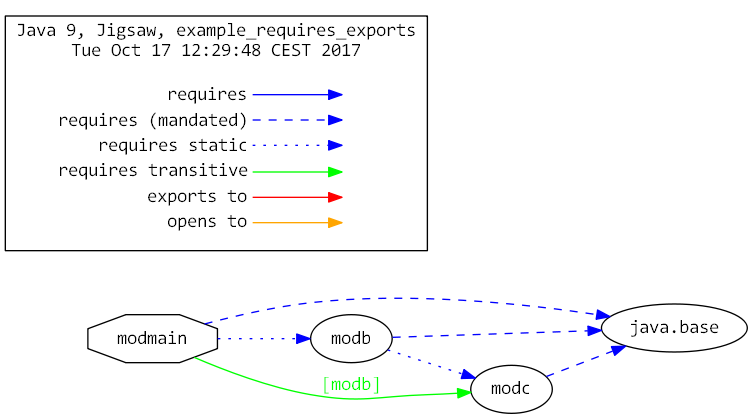 Java 9, Jigsaw, example_requires_exports
Tue Oct 17 12:29:48 CEST 2017
requires
requires (mandated)
requires static
requires transitive
exports to
opens to
modmain
modb
java.base
[modb]
modc